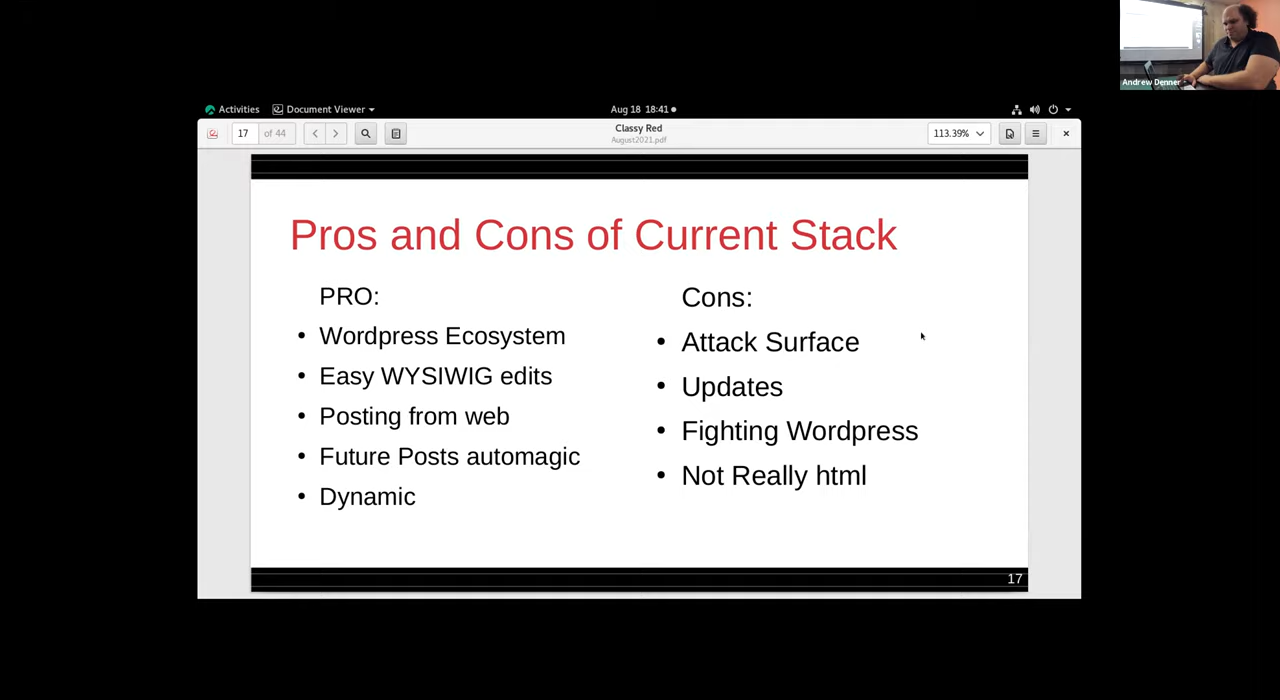 Andrew Denner
Activities
Document Viewer
Aug 18 18:41
17 of 44
Classy Red
August2021.pdf
113.39%
Pros and Cons of Current Stack
PRO:
• Wordpress Ecosystem
• Easy WYSIWIG edits
• Posting from web
• Future Posts automagic
• Dynamic
Cons:
• Attack Surface
• Updates
• Fighting Wordpress
• Not Really html
17